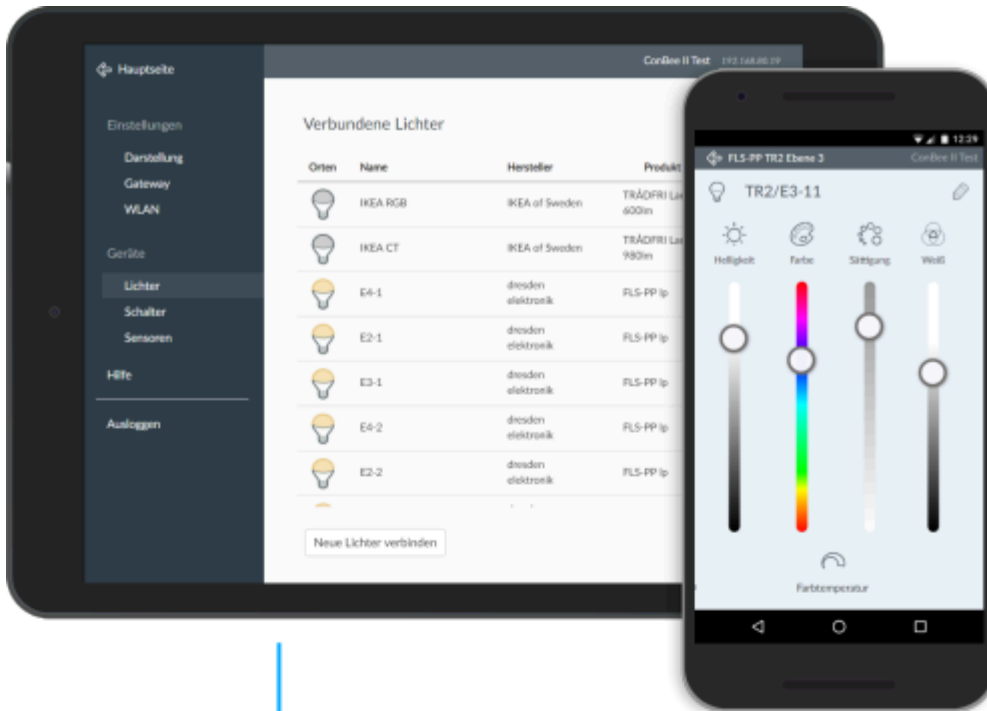 Hauptseite
ConBee II Test 192.168.80.19
Einstellungen
Darstellung
Gateway
WLAN
Geräte
Lichter
Schalter
Sensoren
Hilfe
Ausloggen
Verbundene Lichter
Orten Name Hersteller Produkt
IKEA RGB IKEA of Sweden TRÅDFRI
600lm
IKEA CT IKEA of Sweden TRÅDFRI
980lm
E4-1 dresden elektronik FLS-PP lp
E2-1 dresden elektronik FLS-PP lp
E3-1 dresden elektronik FLS-PP lp
E4-2 dresden elektronik FLS-PP lp
E2-2 dresden elektronik FLS-PP lp
Neue Lichter verbinden
12:29
FLS-PP TR2 Ebene 3 ConBee II Test
TR2/E3-11
Helligkeit Farbe Sättigung Weiß
Farbtemperatur